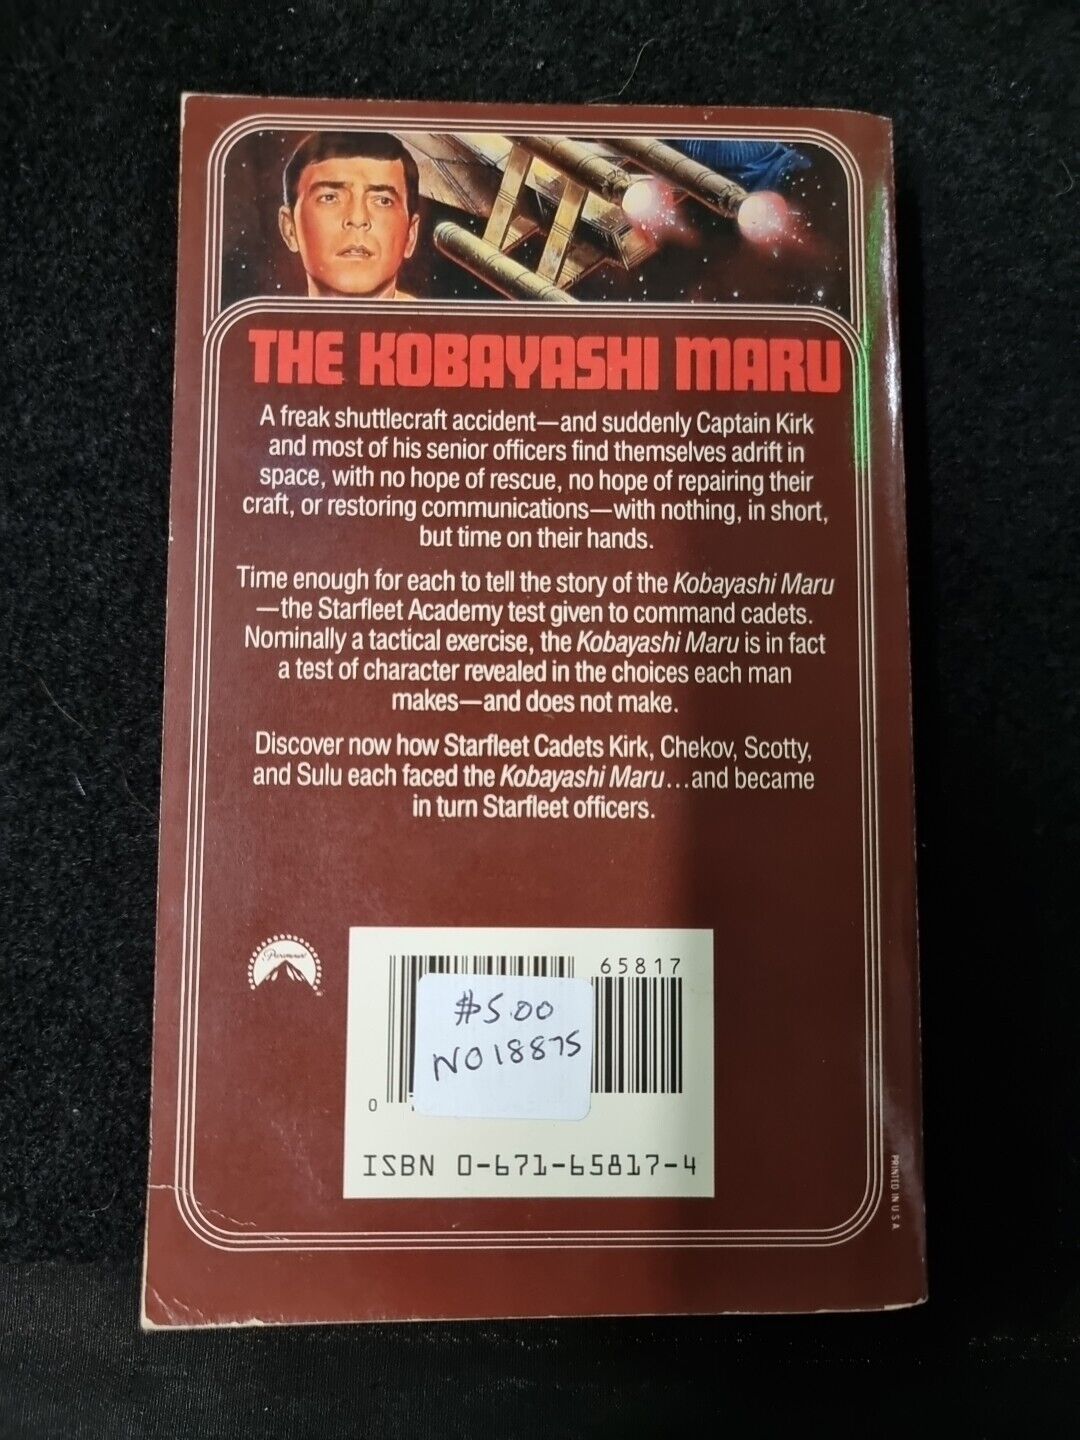 THE KOBAYASHI MARU
A freak shuttlecraft accident—and suddenly Captain Kirk
and most of his senior officers find themselves adrift in
space, with no hope of rescue, no hope of repairing their
craft, or restoring communications—with nothing, in short,
but time on their hands.
Time enough for each to tell the story of the Kobayashi Maru
—the Starfleet Academy test given to command cadets.
Nominally a tactical exercise, the Kobayashi Maru is in fact
a test of character revealed in the choices each man
makes—and does not make.
Discover now how Starfleet Cadets Kirk, Chekov, Scotty,
and Sulu each faced the Kobayashi Maru...and became
in turn Starfleet officers.
Paramount
65817
$5.00
NO18875
0
ISBN 0-671-65817-4
PRINTED IN U.S.A.